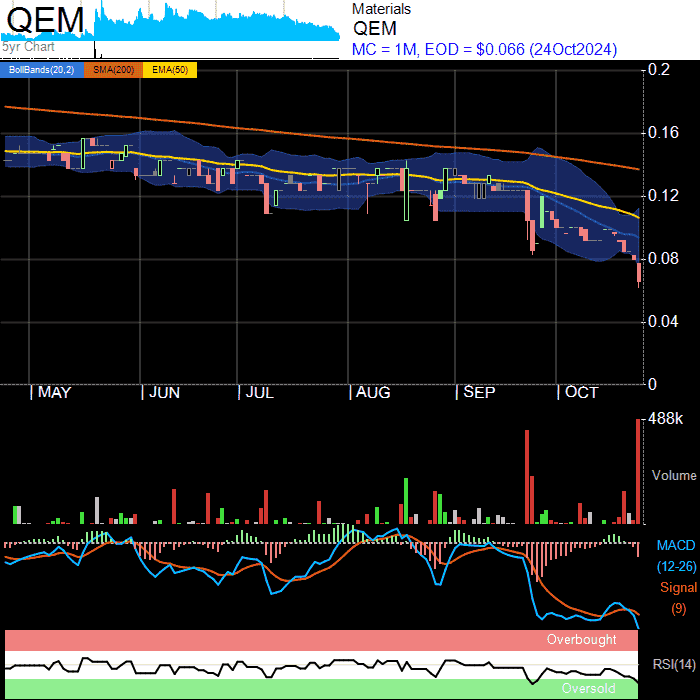 QEM
5yr Chart
Materials
QEM
MC = 1M, EOD = $0.066 (24Oct2024)
BollBands(20,2) SMA(200) EMA(50)
0.2
0.16
0.12
0.08
0.04
0
MAY JUN JUL AUG SEP OCT
488k
Volume
MACD
(12-26)
Signal
(9)
Overbought
RSI(14)
Oversold